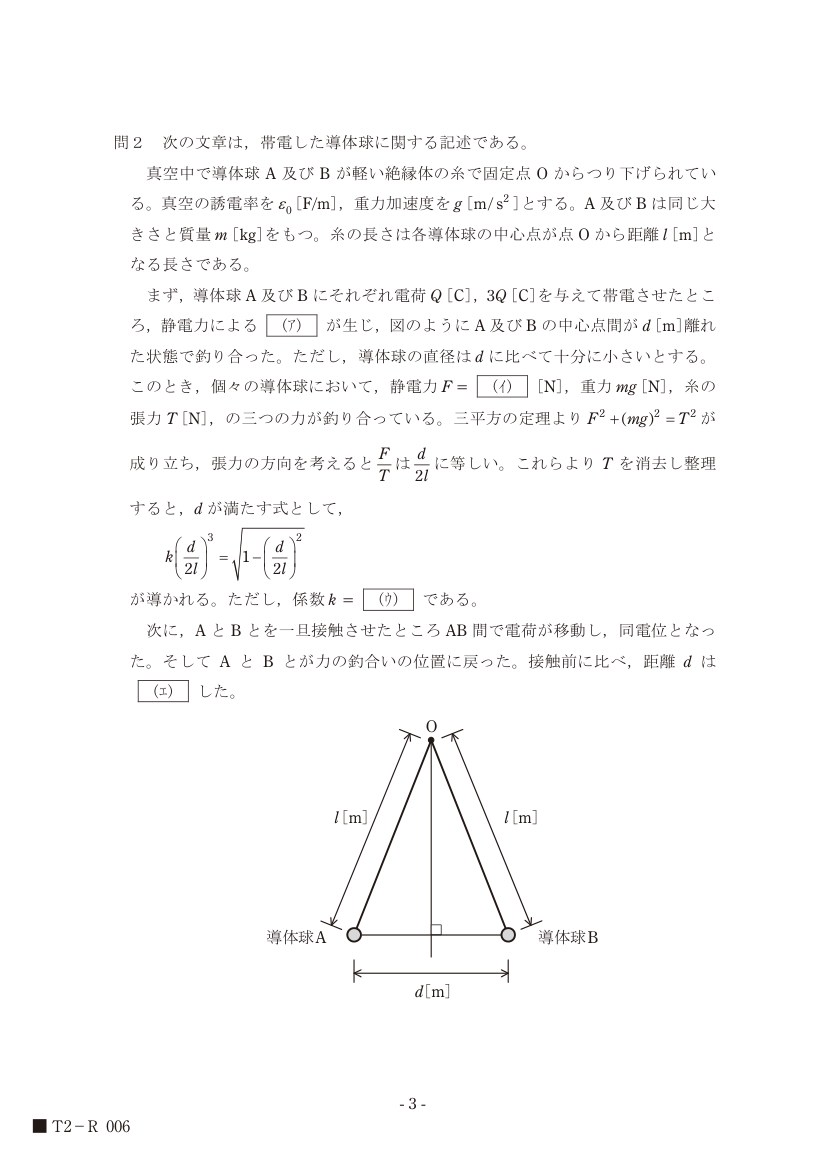 問2 次の文章は，帯電した導体球に関する記述である。
真空中で導体球 A 及び B が軽い絶縁体の糸で固定点 O からつり下げられてい
る。真空の誘電率を ε₀ [F/m]，重力加速度を g [m/s²]とする。A 及び B は同じ大
きさと質量 m [kg]をもつ。糸の長さは各導体球の中心点が点 O から距離 l [m]と
なる長さである。
まず，導体球 A 及び B にそれぞれ電荷 Q [C]，3Q [C]を与えて帯電させたとこ
ろ，静電力による (ア) が生じ，図のように A 及び B の中心点間が d [m]離れ
た状態で釣り合った。ただし，導体球の直径は d に比べて十分に小さいとする。
このとき，個々の導体球において，静電力 F = (イ) [N]，重力 mg [N]，糸の
張力 T [N]，の三つの力が釣り合っている。三平方の定理より F² + (mg)² = T² が
成り立ち，張力の方向を考えると F/T は d/2l に等しい。これらより T を消去し整理
すると，d が満たす式として，
k(d/2l)³ = √(1−(d/2l)²)
が導かれる。ただし，係数 k = (ウ) である。
次に，A と B とを一旦接触させたところ AB 間で電荷が移動し，同電位となっ
た。そして A と B とが力の釣合いの位置に戻った。接触前に比べ，距離 d は
(エ) した。
O
l [m]
l [m]
導体球A
導体球B
d [m]
- 3 -
■ T2－R 006